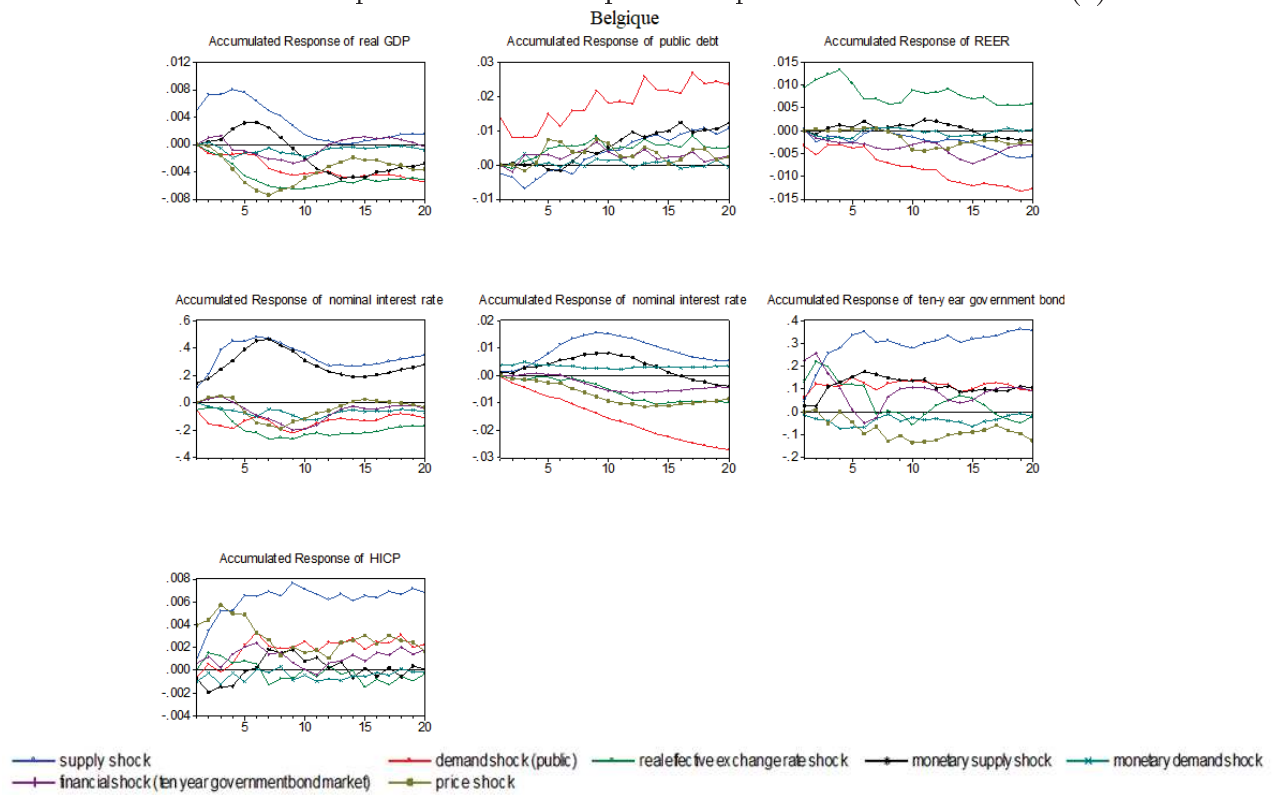 Belgique
Accumulated Response of real GDP Accumulated Response of public debt Accumulated Response of REER
.012 .03 .015
.008 .02 .010
.004 .01 .005
.000 .00 .000
-.004 -.01 -.005
-.008 -.010
-.015
5 10 15 20 5 10 15 20 5 10 15 20
Accumulated Response of nominal interest rate Accumulated Response of nominal interest rate Accumulated Response of ten-year government bond
.6 .02 .4
.4 .01 .3
.2 .00 .2
.0 -.01 .1
-.2 -.02 .0
-.4 -.03 -.1
-.2
5 10 15 20 5 10 15 20 5 10 15 20
Accumulated Response of HICP
.008
.006
.004
.002
.000
-.002
-.004
5 10 15 20
supply shock demand shock (public) real effective exchange rate shock monetary supply shock monetary demand shock
financial shock (ten year government bond market) price shock